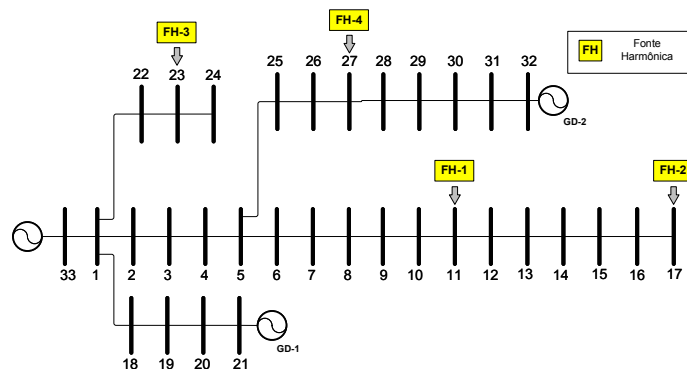 FH-3
FH-4
FH
Fonte
Harmônica
22 23 24
25 26 27 28 29 30 31 32
GD-2
FH-1
FH-2
33 1 2 3 4 5 6 7 8 9 10 11 12 13 14 15 16 17
GD-1
18 19 20 21